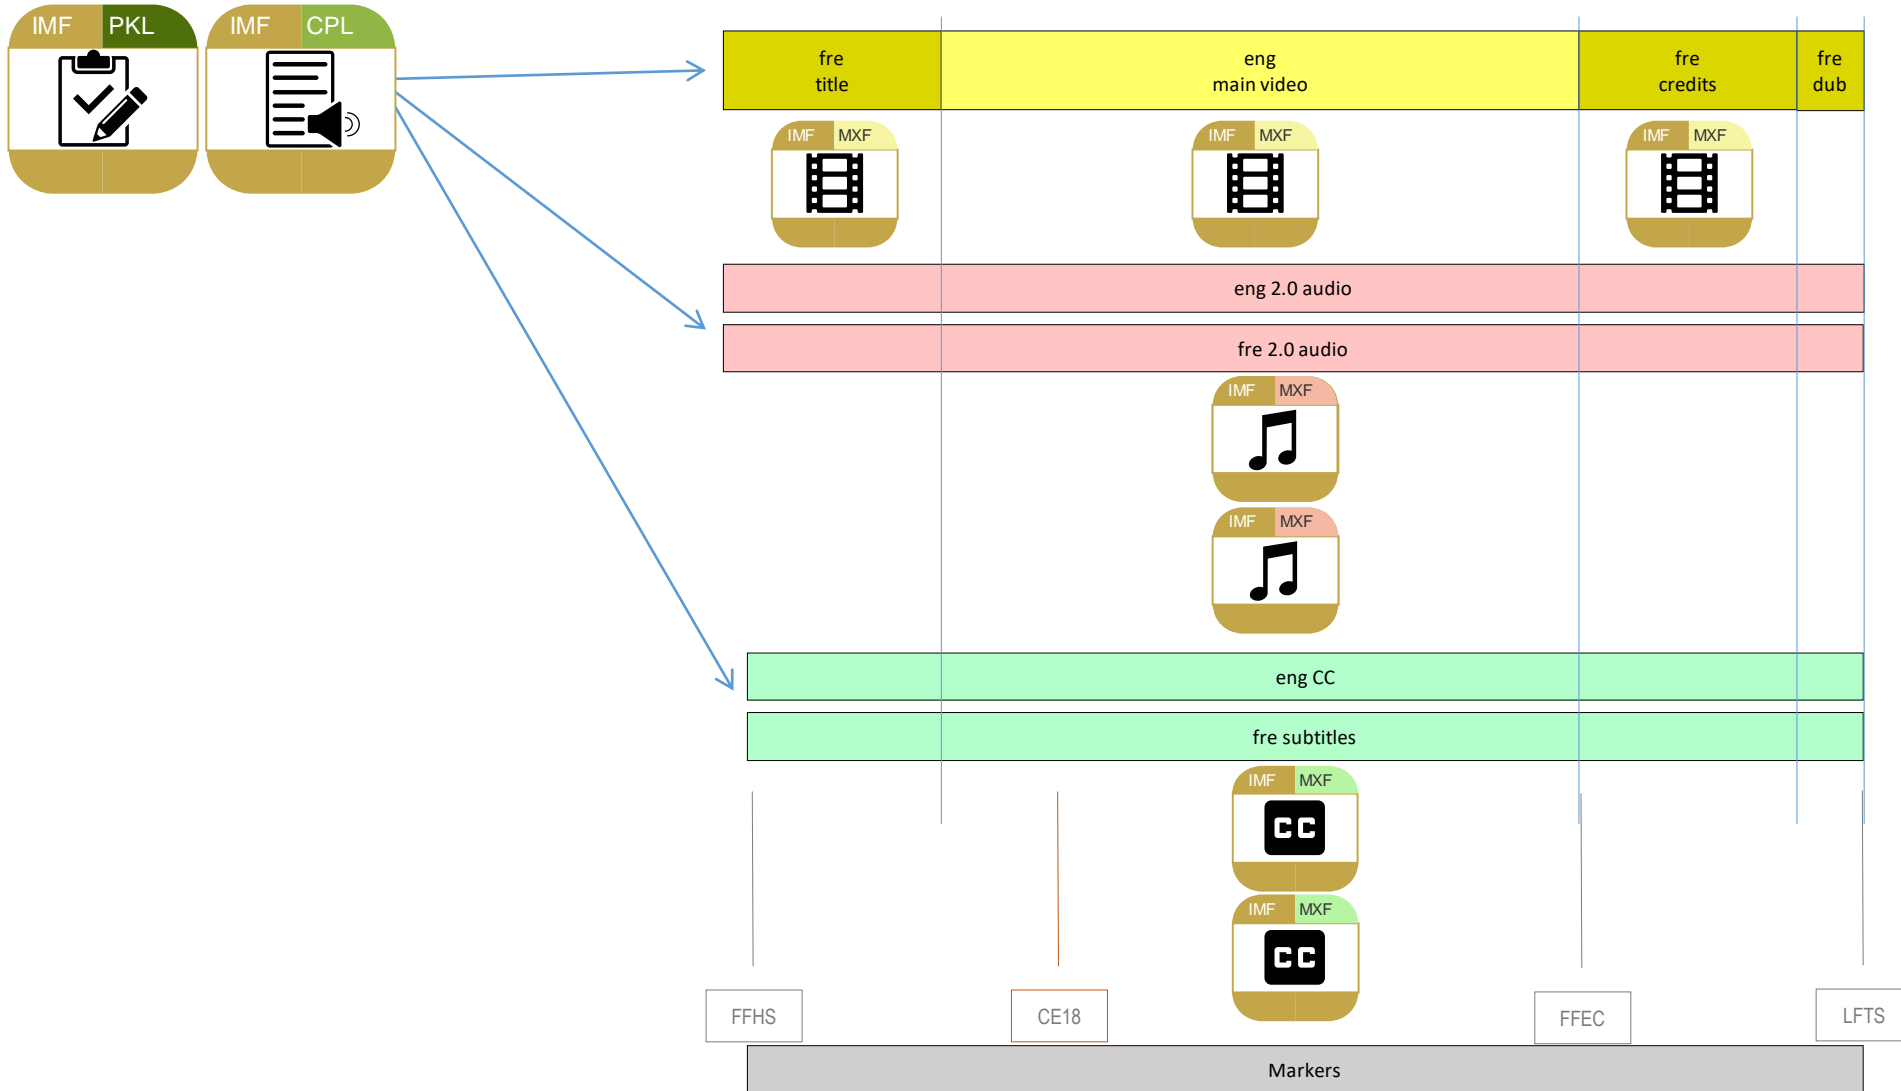 IMF PKL
IMF CPL
fre
title
eng
main video
fre
credits
fre
dub
IMF MXF
IMF MXF
IMF MXF
eng 2.0 audio
fre 2.0 audio
IMF MXF
IMF MXF
eng CC
fre subtitles
IMF MXF
CC
IMF MXF
CC
FFHS
CE18
FFEC
LFTS
Markers